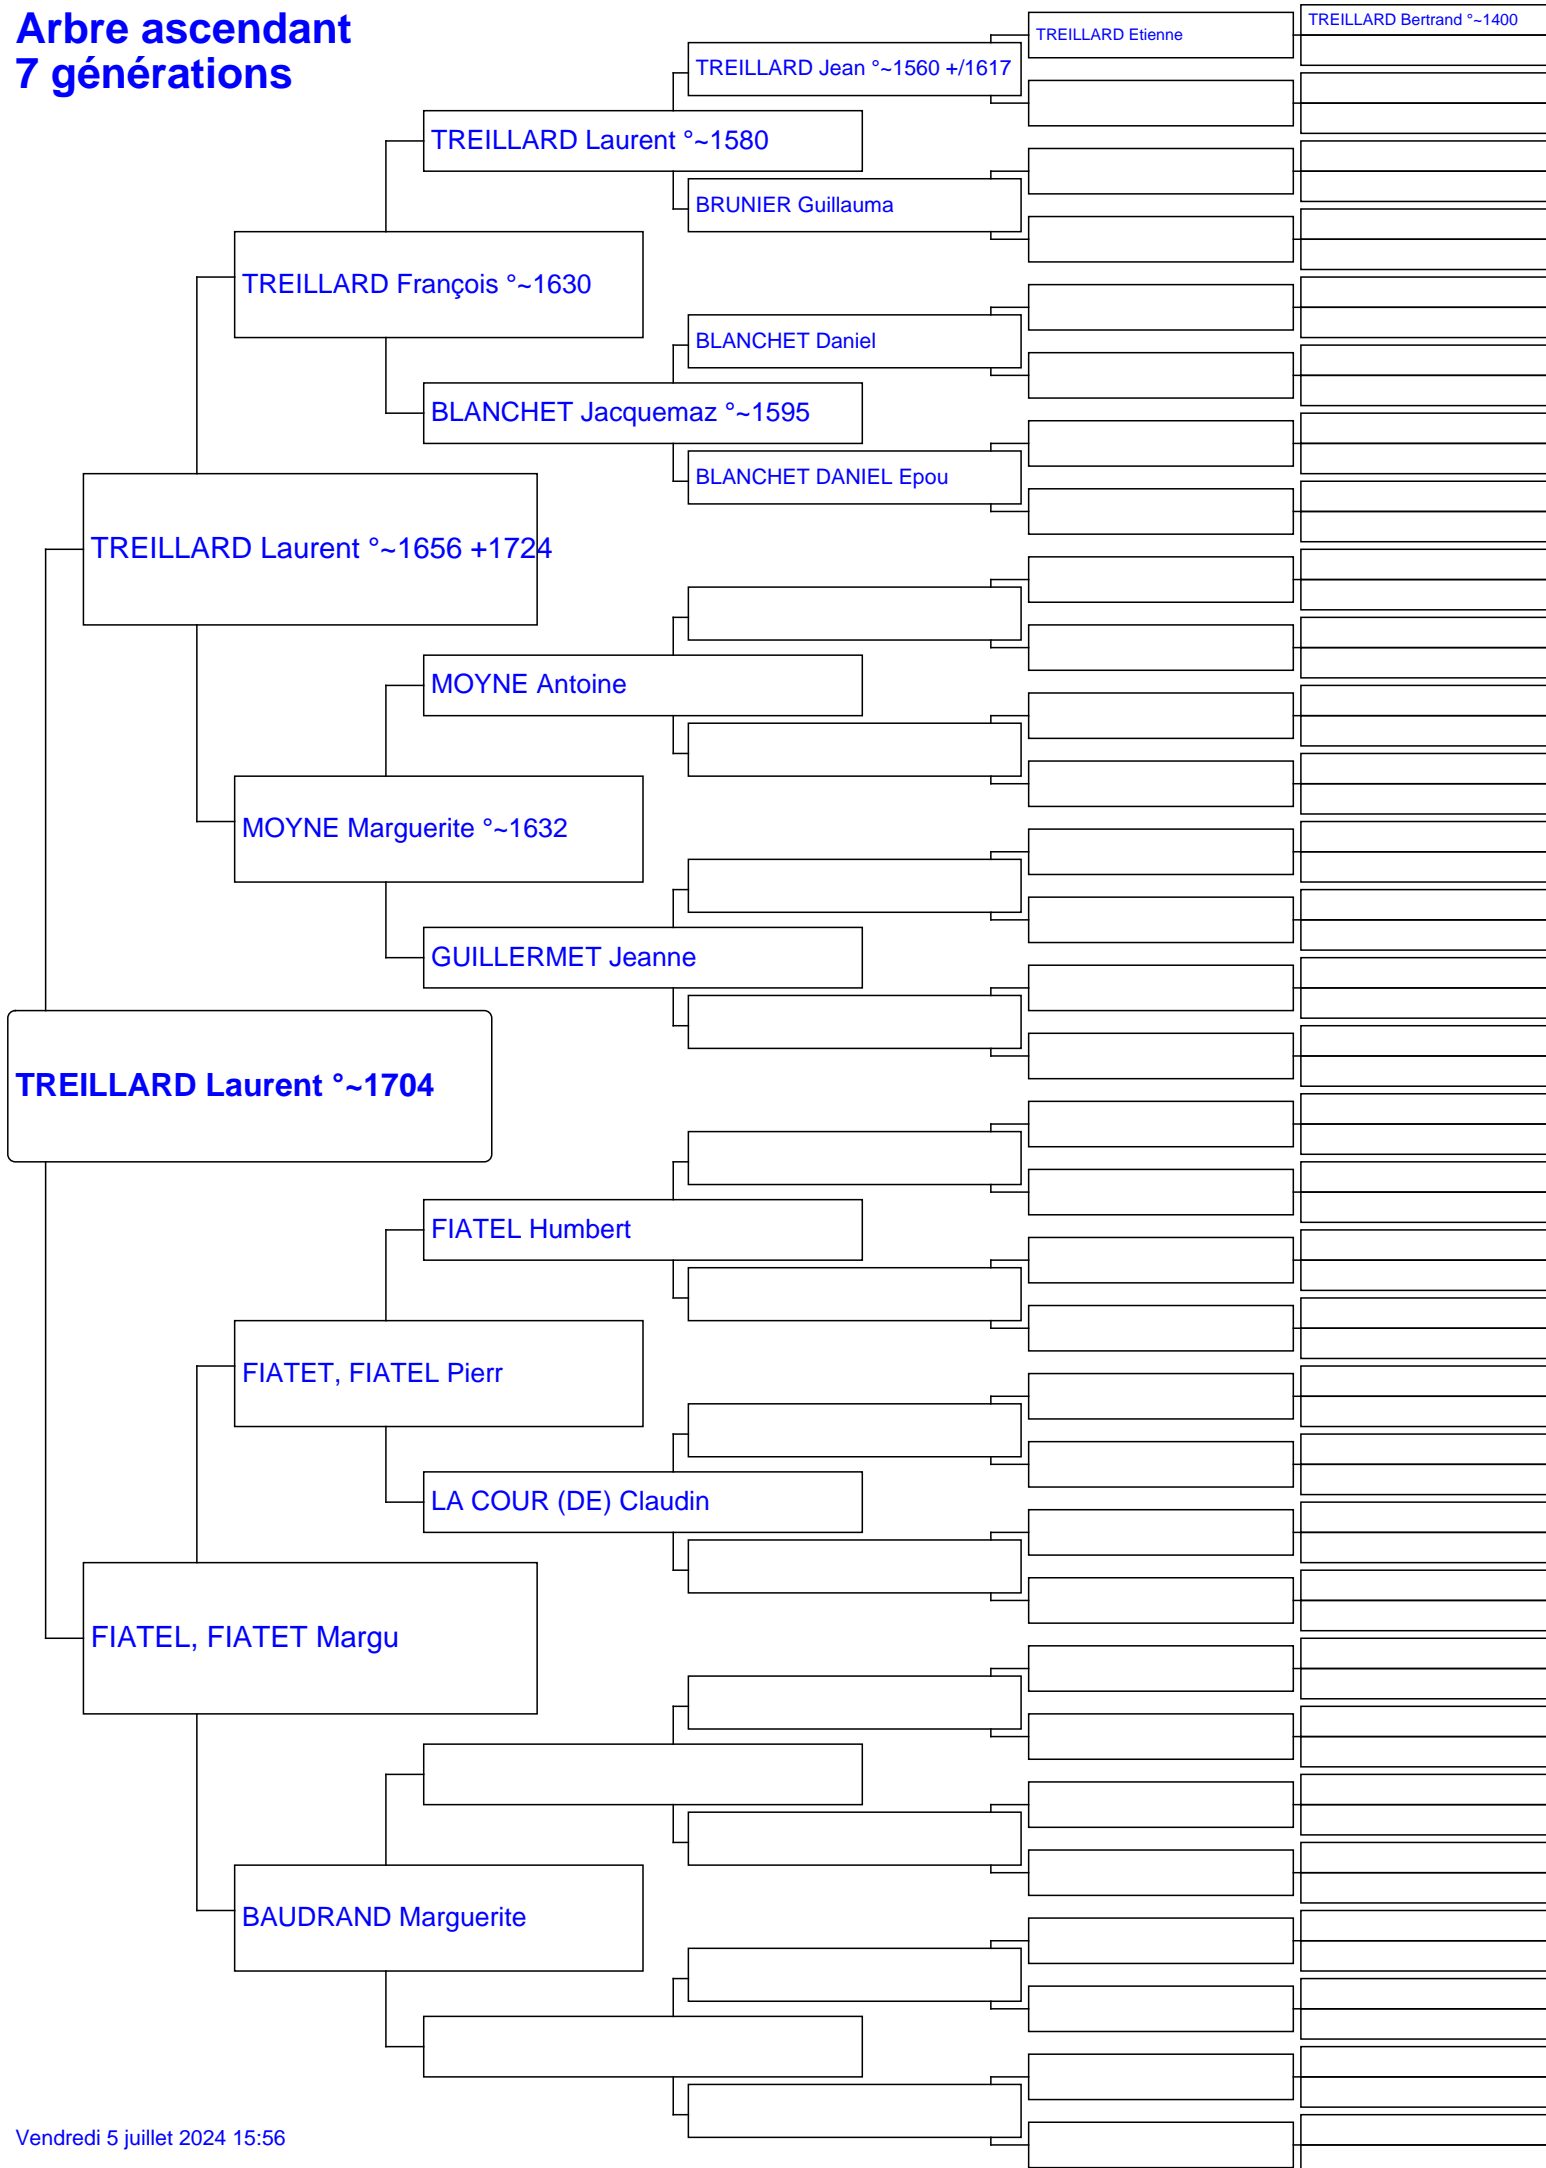 Arbre ascendant
7 générations
TREILLARD Bertrand °~1400
TREILLARD Etienne
TREILLARD Jean °~1560 +/1617
TREILLARD Laurent °~1580
BRUNIER Guillauma
TREILLARD François °~1630
BLANCHET Daniel
BLANCHET Jacquemaz °~1595
BLANCHET DANIEL Epou
TREILLARD Laurent °~1656 +1724
MOYNE Antoine
MOYNE Marguerite °~1632
GUILLERMET Jeanne
TREILLARD Laurent °~1704
FIATEL Humbert
FIATET, FIATEL Pierr
LA COUR (DE) Claudin
FIATEL, FIATET Margu
BAUDRAND Marguerite
Vendredi 5 juillet 2024 15:56